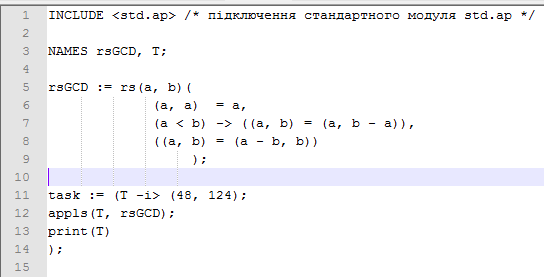 1 INCLUDE <std.ap> /* підключення стандартного модуля std.ap */
2
3 NAMES rsGCD, T;
4
5 rsGCD := rs(a, b)(
6 (a, a)  = a,
7 (a < b) -> ((a, b) = (a, b - a)),
8 ((a, b) = (a - b, b))
9 );
10
11 task := (T -i> (48, 124);
12 appls(T, rsGCD);
13 print(T)
14 );
15